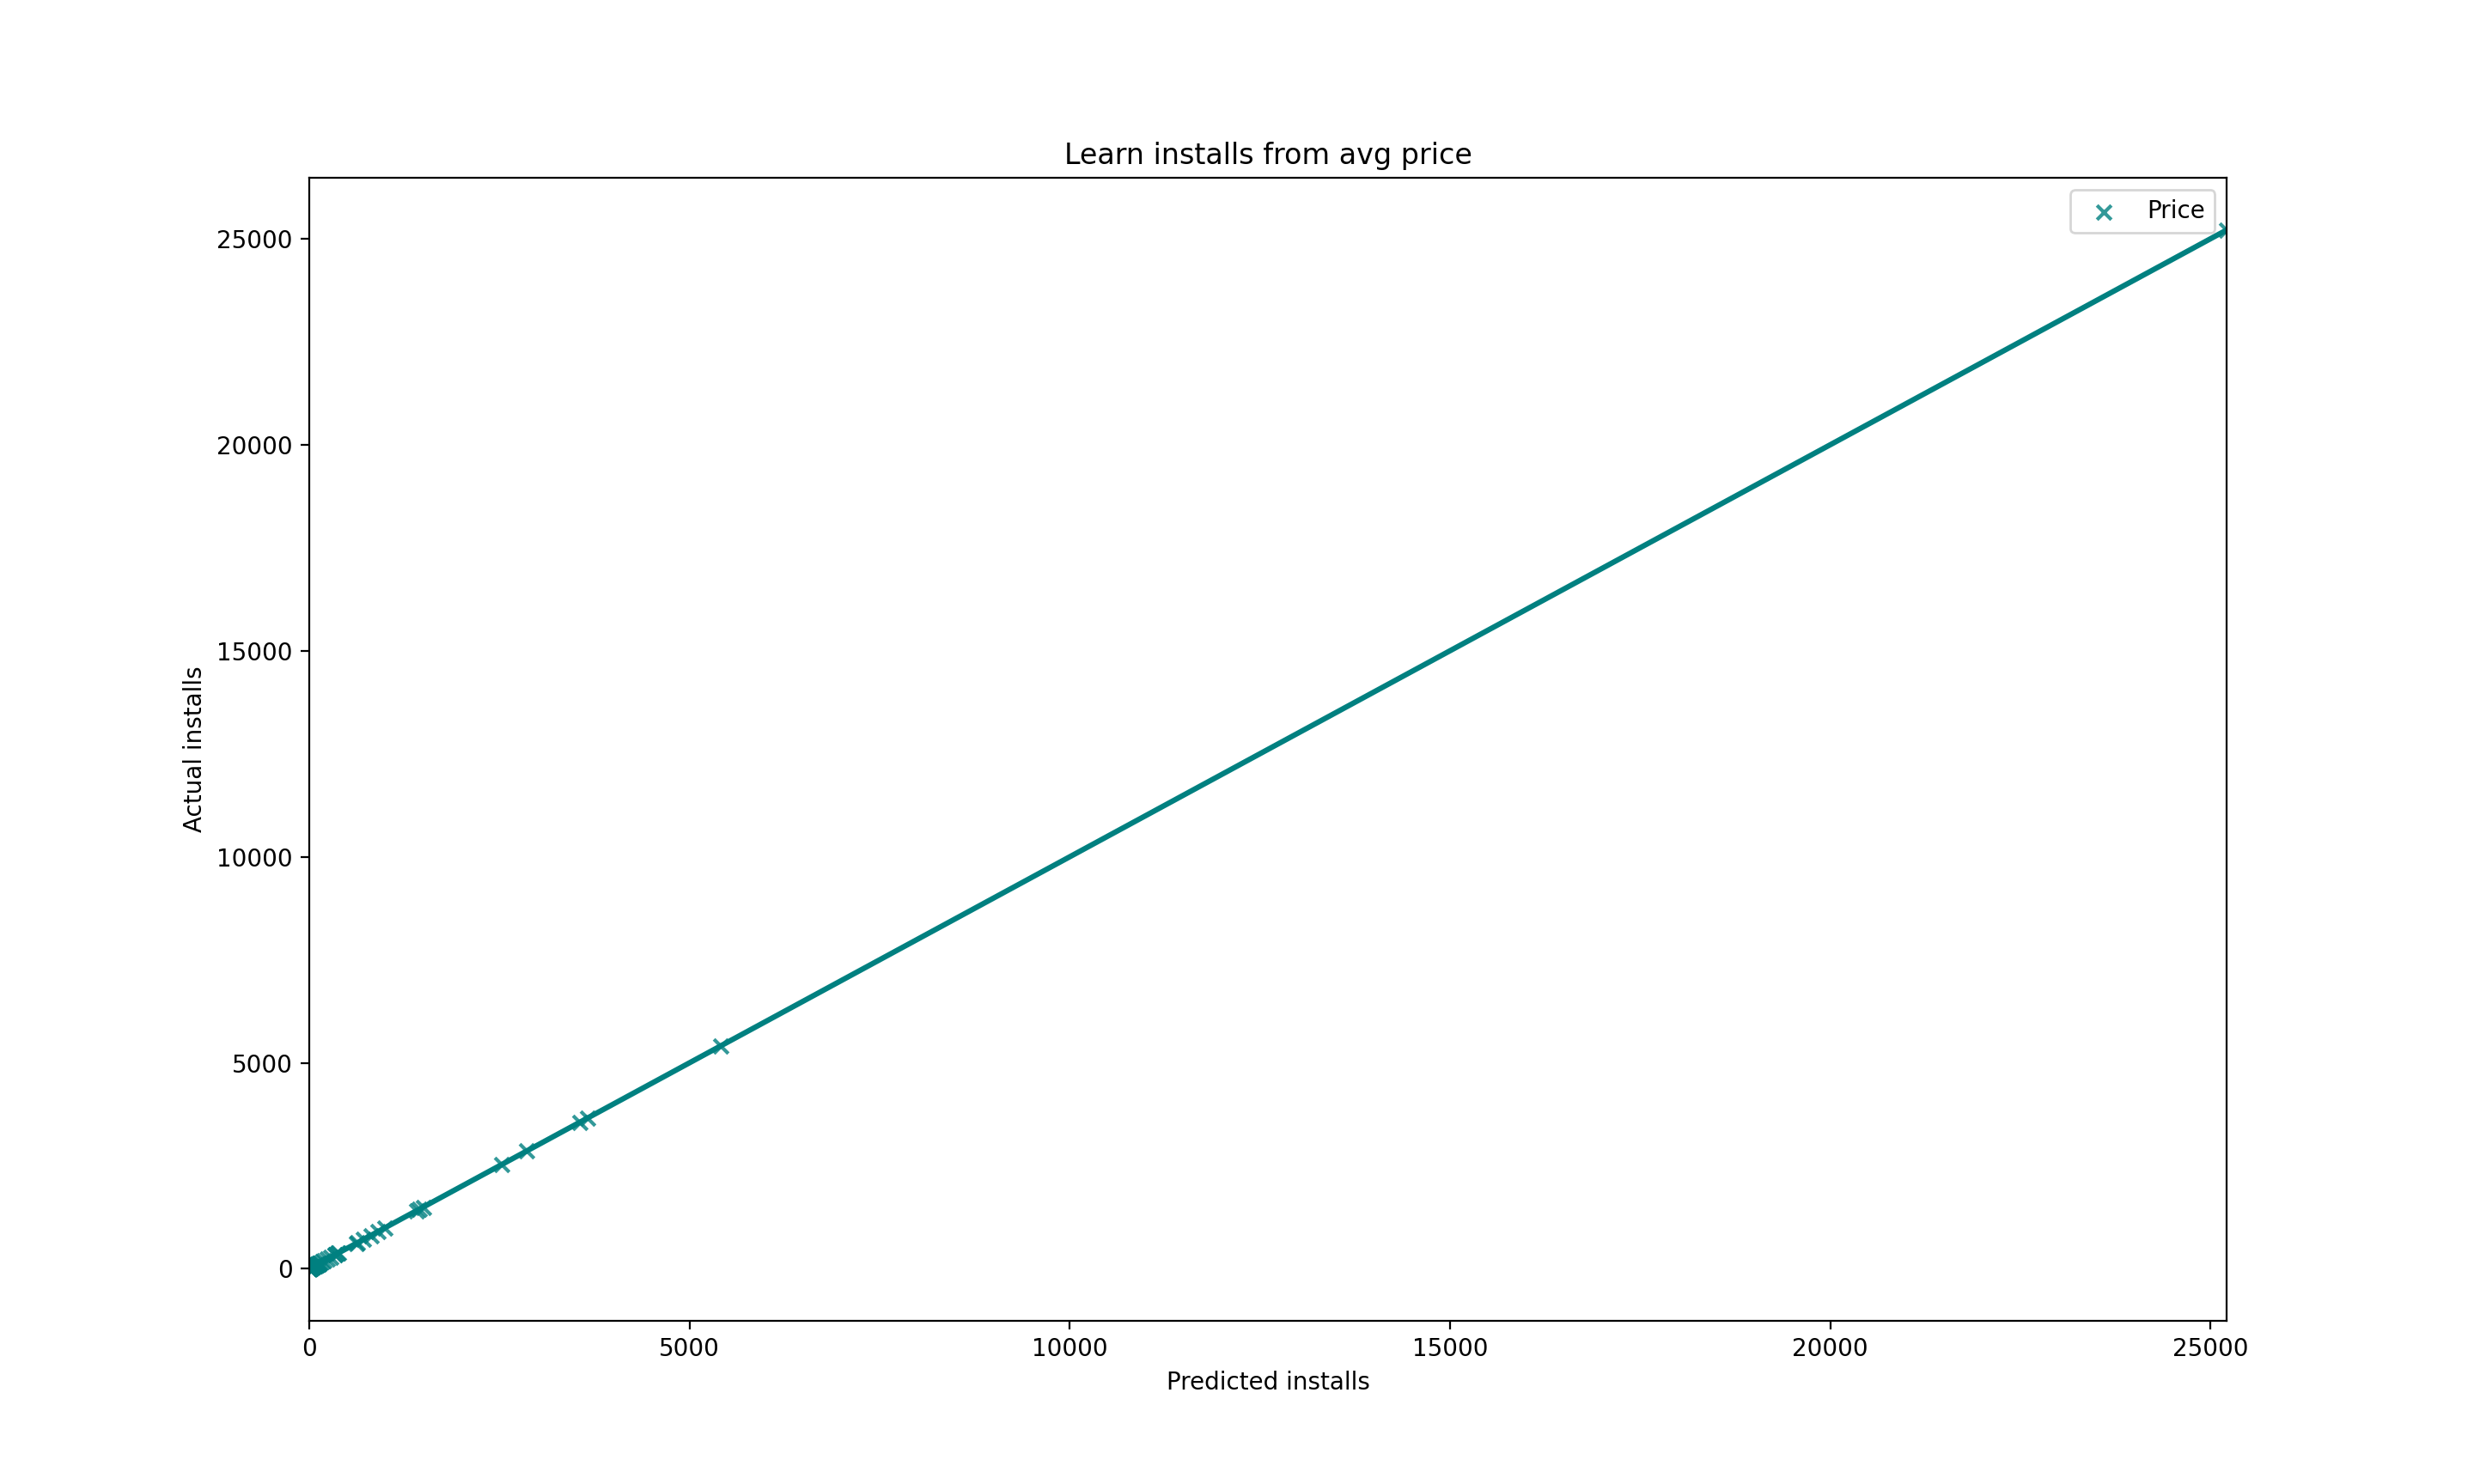 Learn installs from avg price
Price
25000
20000
15000
10000
5000
0
Actual installs
0 5000 10000 15000 20000 25000
Predicted installs